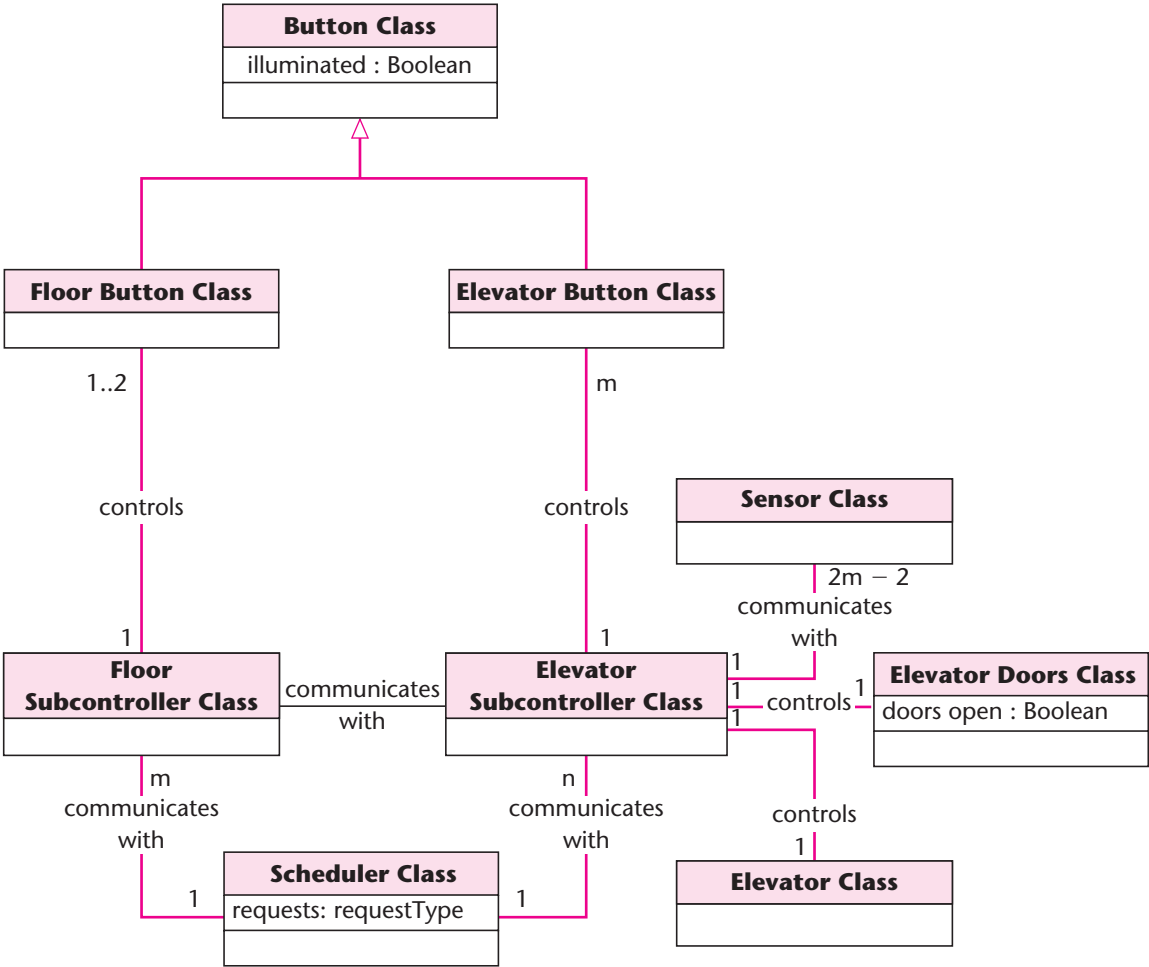 Button Class
illuminated : Boolean
Floor Button Class
Elevator Button Class
1..2
m
controls
controls
Sensor Class
2m − 2
communicates
with
1
1
Floor
Subcontroller Class
communicates
with
Elevator
Subcontroller Class
1
1
1
controls
1
Elevator Doors Class
doors open : Boolean
m
communicates
with
n
communicates
with
controls
1
Scheduler Class
requests: requestType
1
1
Elevator Class